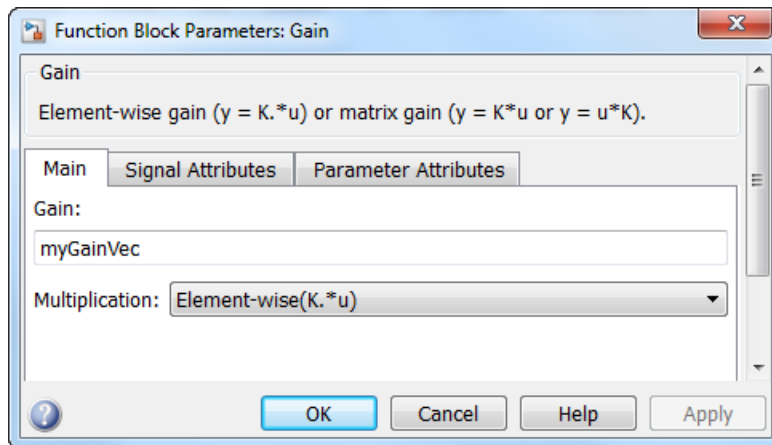 Function Block Parameters: Gain
Gain
Element-wise gain (y = K.*u) or matrix gain (y = K*u or y = u*K).
Main Signal Attributes Parameter Attributes
Gain:
myGainVec
Multiplication: Element-wise(K.*u)
OK Cancel Help Apply